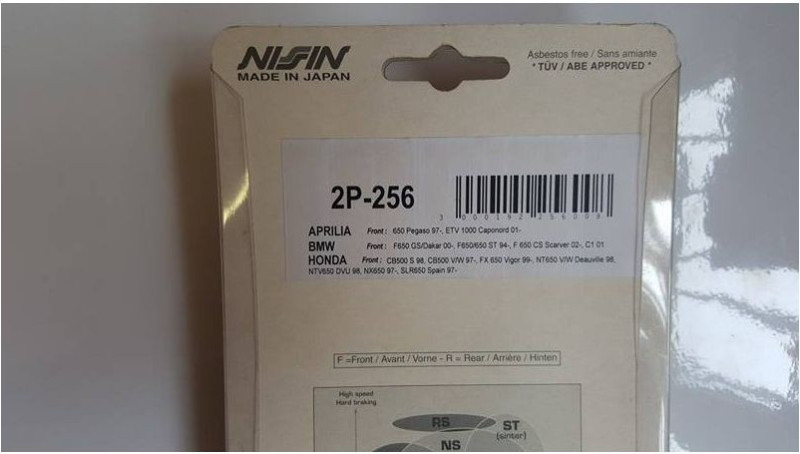 NISSIN
MADE IN JAPAN
Asbestos free / Sans amiante
* TÜV / ABE APPROVED *
2P-256
3 000192 256008
APRILIA Front : 650 Pegaso 97-, ETV 1000 Caponord 01-
BMW Front : F650 GS/Dakar 00-, F650/650 ST 94-, F 650 CS Scarver 02-, C1 01
HONDA Front : CB500 S 98, CB500 V/W 97-, FX 650 Vigor 99-, NT650 V/W Deauville 98,
NTV650 DVU 98, NX650 97-, SLR650 Spain 97-
F =Front / Avant / Vorne - R = Rear / Arrière / Hinten
High speed
Hard braking
RS
ST
(sinter)
NS